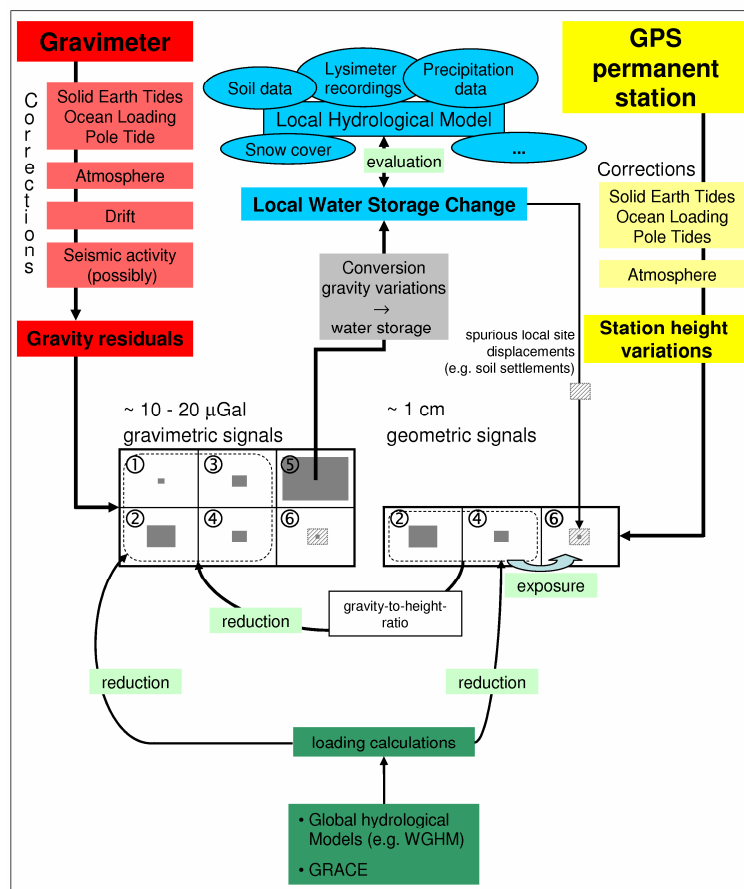 Gravimeter
Corrections
Solid Earth Tides
Ocean Loading
Pole Tide
Atmosphere
Drift
Seismic activity
(possibly)
Gravity residuals
Soil data
Lysimeter
recordings
Precipitation
data
Local Hydrological Model
Snow cover
...
evaluation
Local Water Storage Change
Conversion
gravity variations
→
water storage
GPS
permanent
station
Corrections
Solid Earth Tides
Ocean Loading
Pole Tides
Atmosphere
Station height
variations
spurious local site
displacements
(e.g. soil settlements)
~ 10 - 20 µGal
gravimetric signals
① ③ ⑤
② ④ ⑥
~ 1 cm
geometric signals
② ④ ⑥
exposure
gravity-to-height-
ratio
reduction
reduction
reduction
loading calculations
• Global hydrological
Models (e.g. WGHM)
• GRACE